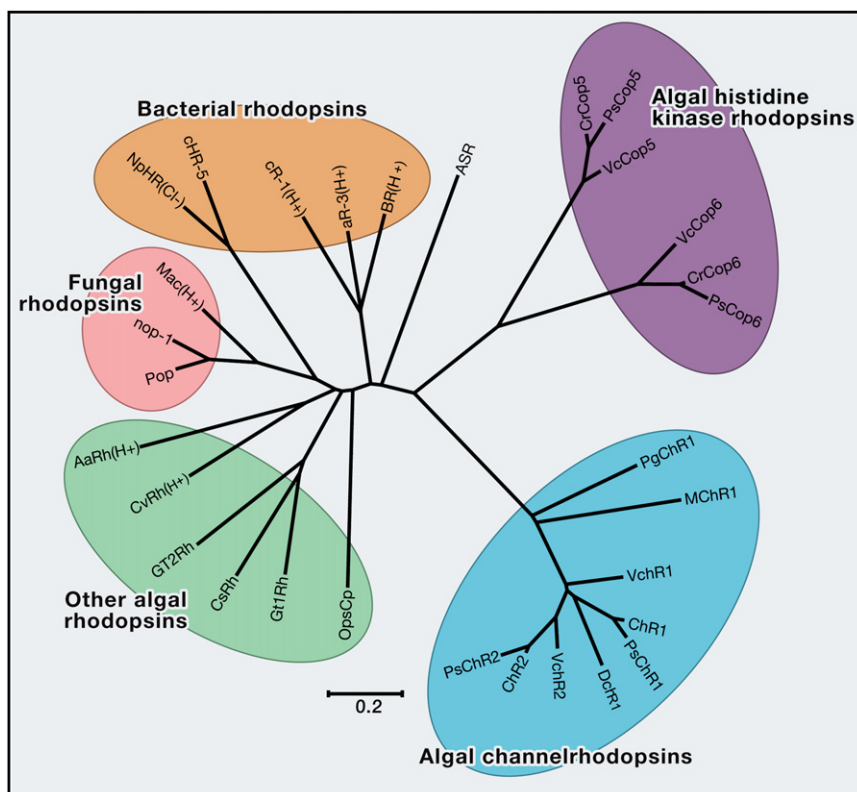 Bacterial rhodopsins
NpHR(Cl-)
cHR-5
cR-1(H+)
aR-3(H+)
BR(H+)
ASR
Algal histidine
kinase rhodopsins
CrCop5
PsCop5
VcCop5
VcCop6
CrCop6
PsCop6
Fungal
rhodopsins
Mac(H+)
nop-1
Pop
AaRh(H+)
CvRh(H+)
GT2Rh
CsRh
Gt1Rh
OpsCp
Other algal
rhodopsins
PgChR1
MChR1
VchR1
ChR1
PsChR1
DchR1
VchR2
ChR2
PsChR2
0.2
Algal channelrhodopsins